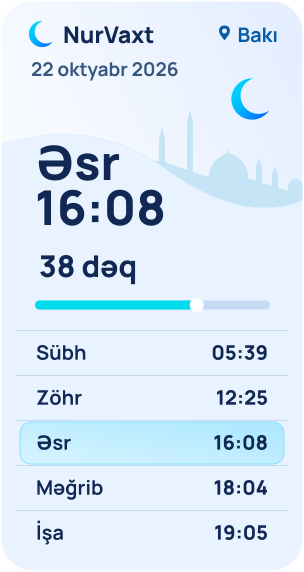 NurVaxt Bakı
22 oktyabr 2026
Əsr
16:08
38 dəq
Sübh 05:39
Zöhr 12:25
Əsr 16:08
Məğrib 18:04
İşa 19:05